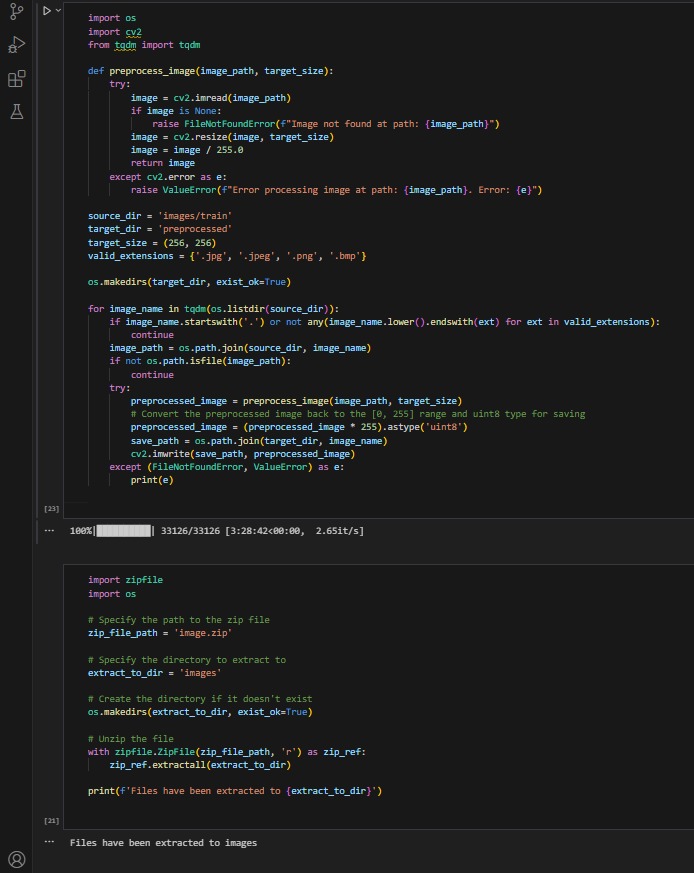 import os
import cv2
from tqdm import tqdm

def preprocess_image(image_path, target_size):
    try:
        image = cv2.imread(image_path)
        if image is None:
            raise FileNotFoundError(f"Image not found at path: {image_path}")
        image = cv2.resize(image, target_size)
        image = image / 255.0
        return image
    except cv2.error as e:
        raise ValueError(f"Error processing image at path: {image_path}. Error: {e}")

source_dir = 'images/train'
target_dir = 'preprocessed'
target_size = (256, 256)
valid_extensions = {'.jpg', '.jpeg', '.png', '.bmp'}

os.makedirs(target_dir, exist_ok=True)

for image_name in tqdm(os.listdir(source_dir)):
    if image_name.startswith('.') or not any(image_name.lower().endswith(ext) for ext in valid_extensions):
        continue
    image_path = os.path.join(source_dir, image_name)
    if not os.path.isfile(image_path):
        continue
    try:
        preprocessed_image = preprocess_image(image_path, target_size)
        # Convert the preprocessed image back to the [0, 255] range and uint8 type for saving
        preprocessed_image = (preprocessed_image * 255).astype('uint8')
        save_path = os.path.join(target_dir, image_name)
        cv2.imwrite(save_path, preprocessed_image)
    except (FileNotFoundError, ValueError) as e:
        print(e)
[23]
... 100%|██████████| 33126/33126 [3:28:42<00:00,  2.65it/s]
import zipfile
import os

# Specify the path to the zip file
zip_file_path = 'image.zip'

# Specify the directory to extract to
extract_to_dir = 'images'

# Create the directory if it doesn't exist
os.makedirs(extract_to_dir, exist_ok=True)

# Unzip the file
with zipfile.ZipFile(zip_file_path, 'r') as zip_ref:
    zip_ref.extractall(extract_to_dir)

print(f'Files have been extracted to {extract_to_dir}')
[21]
... Files have been extracted to images